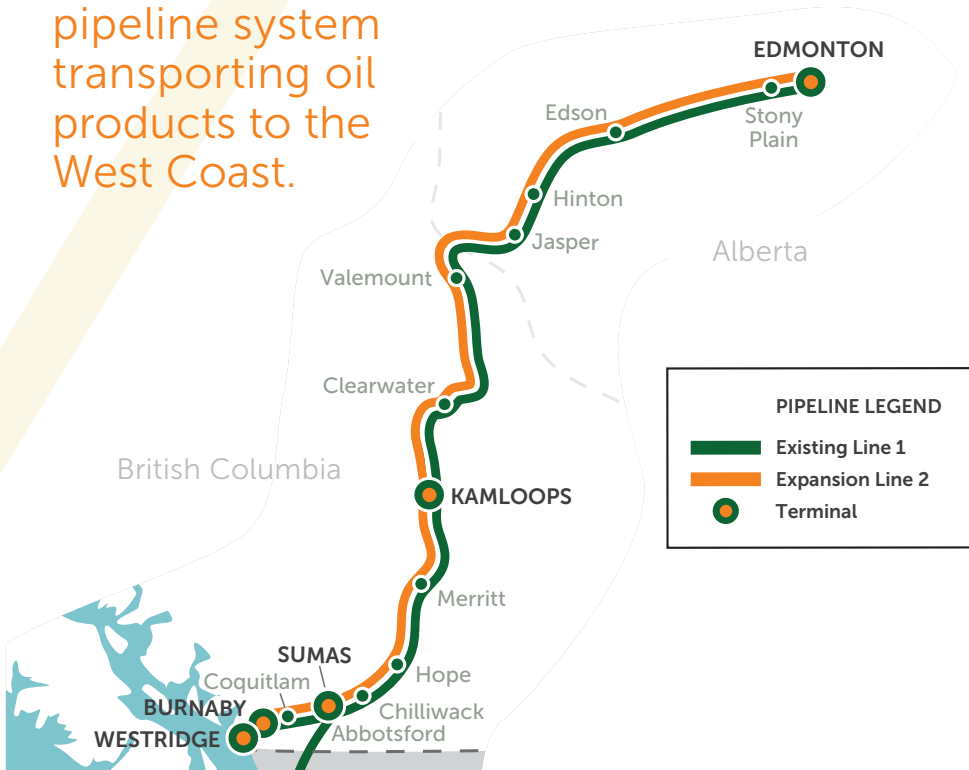 pipeline system
transporting oil
products to the
West Coast.
EDMONTON
Edson
Stony
Plain
Hinton
Jasper
Alberta
Valemount
Clearwater
PIPELINE LEGEND
Existing Line 1
Expansion Line 2
Terminal
British Columbia
KAMLOOPS
Merritt
SUMAS
Hope
Coquitlam
Chilliwack
BURNABY
Abbotsford
WESTRIDGE